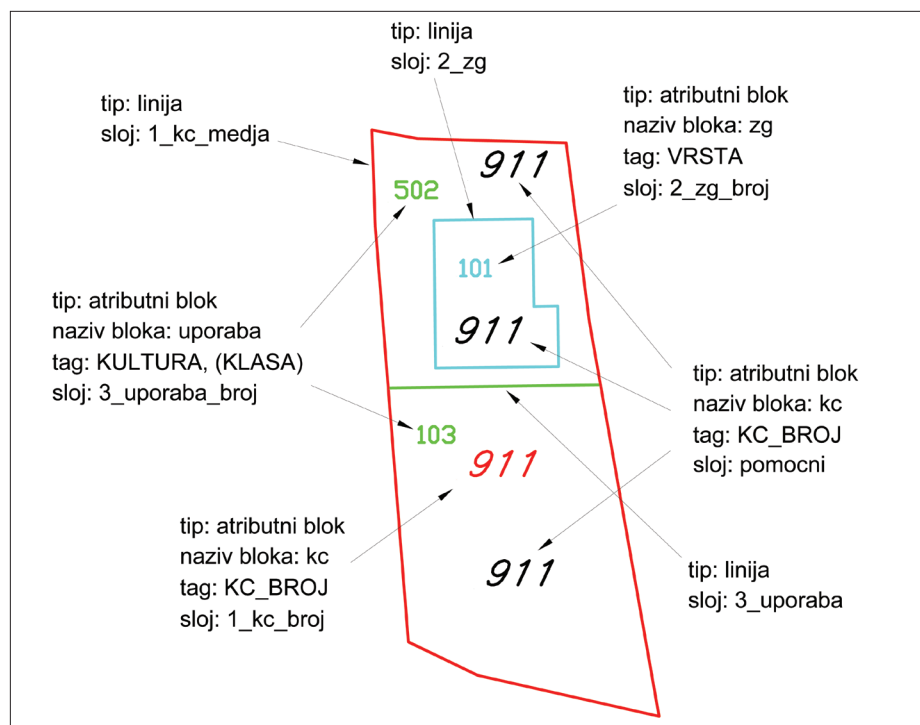 tip: linija
sloj: 2_zg
tip: linija
sloj: 1_kc_medja
tip: atributni blok
naziv bloka: zg
tag: VRSTA
sloj: 2_zg_broj
911
502
101
911
tip: atributni blok
naziv bloka: uporaba
tag: KULTURA, (KLASA)
sloj: 3_uporaba_broj
tip: atributni blok
naziv bloka: kc
tag: KC_BROJ
sloj: pomocni
103
911
tip: atributni blok
naziv bloka: kc
tag: KC_BROJ
sloj: 1_kc_broj
911
tip: linija
sloj: 3_uporaba